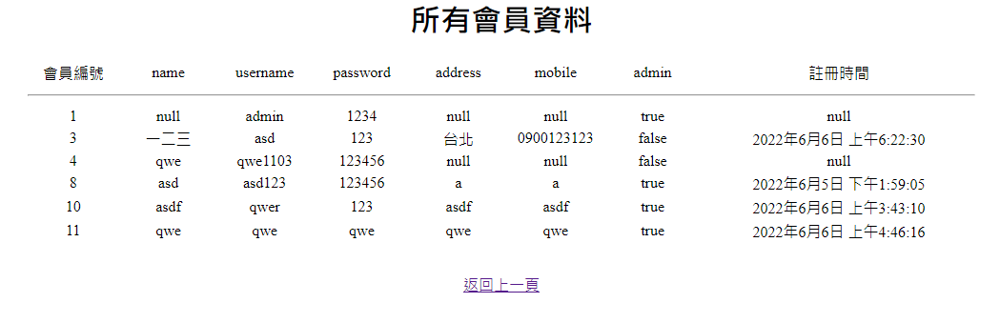 所有會員資料
會員編號 name username password address mobile admin 註冊時間
1 null admin 1234 null null true null
3 一二三 asd 123 台北 0900123123 false 2022年6月6日 上午6:22:30
4 qwe qwe1103 123456 null null false null
8 asd asd123 123456 a a true 2022年6月5日 下午1:59:05
10 asdf qwer 123 asdf asdf true 2022年6月6日 上午3:43:10
11 qwe qwe qwe qwe qwe true 2022年6月6日 上午4:46:16
返回上一頁